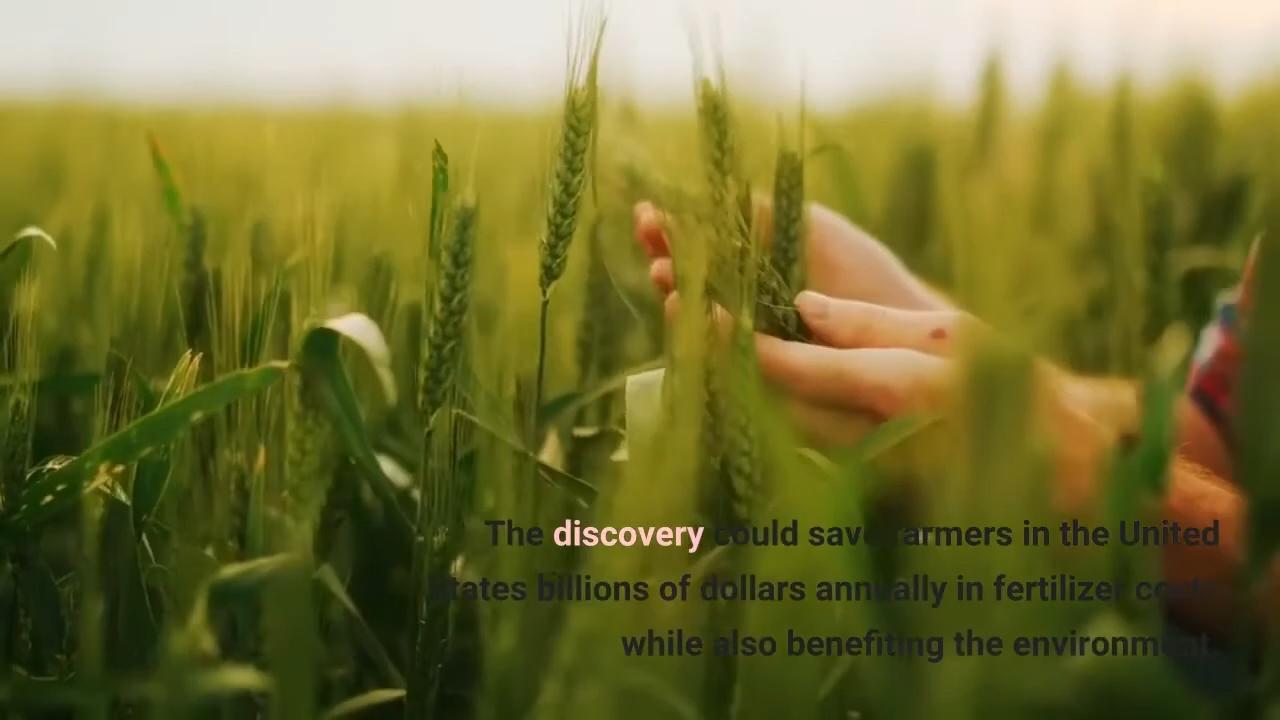 The discovery could save farmers in the United
States billions of dollars annually in fertilizer costs
while also benefiting the environment.